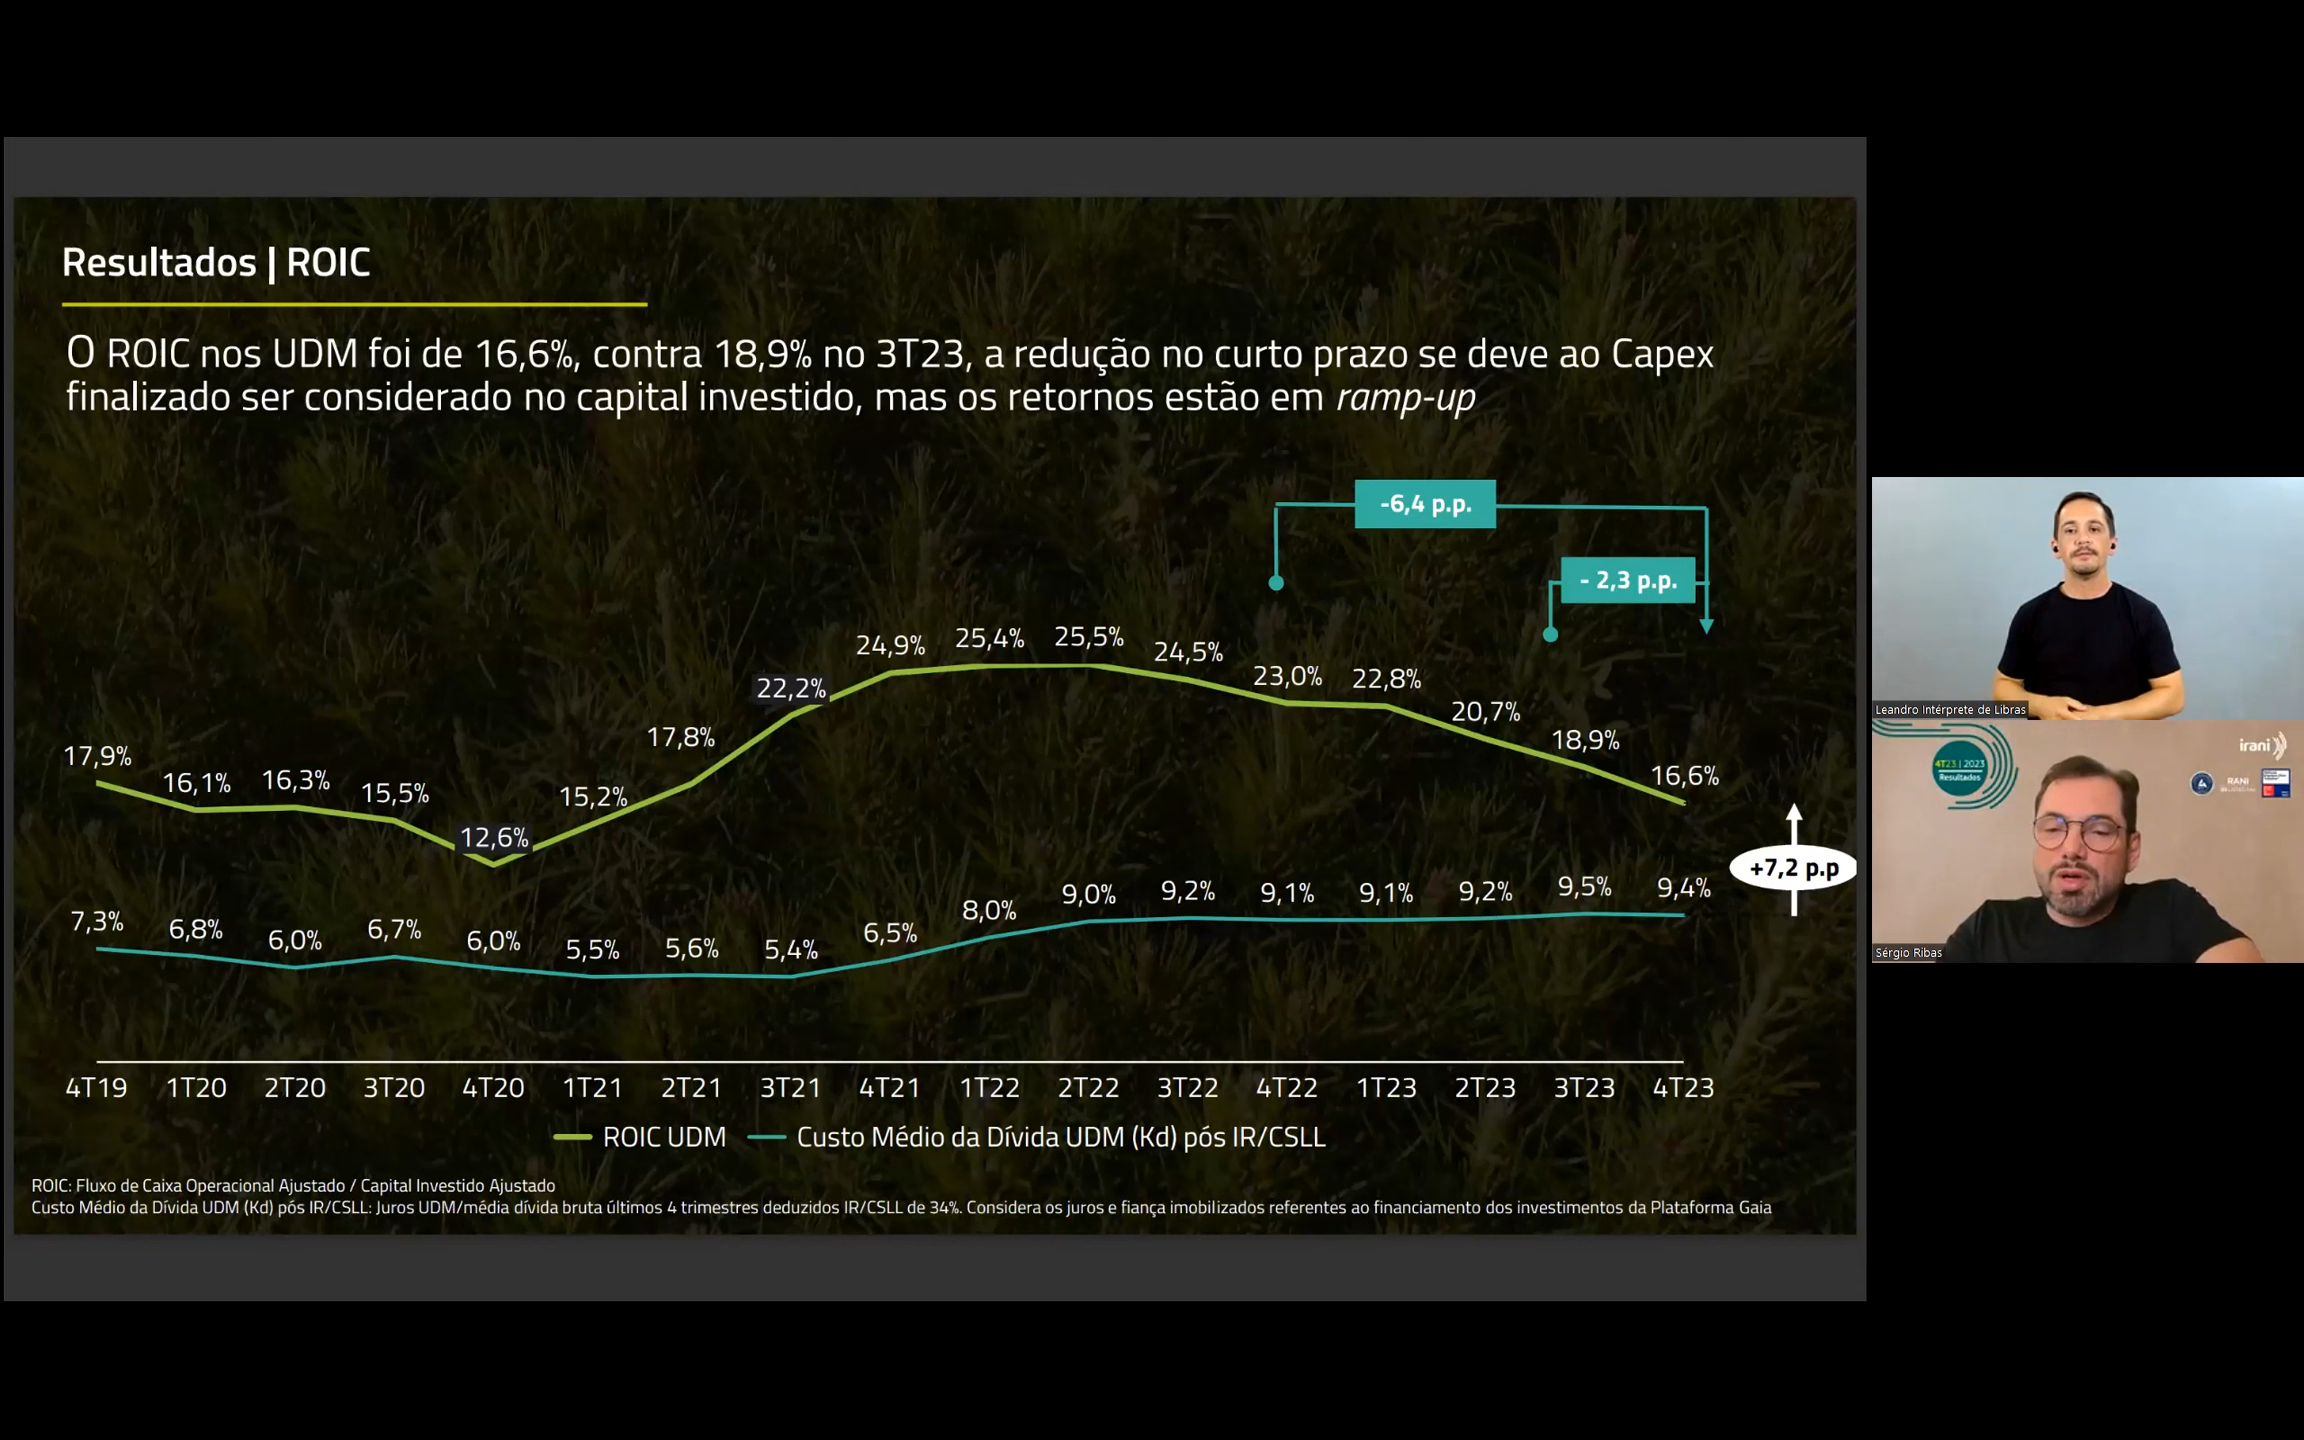 Resultados | ROIC
O ROIC nos UDM foi de 16,6%, contra 18,9% no 3T23, a redução no curto prazo se deve ao Capex
finalizado ser considerado no capital investido, mas os retornos estão em ramp-up
-6,4 p.p.
- 2,3 p.p.
17,9% 16,1% 16,3% 15,5% 12,6% 15,2% 17,8% 22,2% 24,9% 25,4% 25,5% 24,5% 23,0% 22,8% 20,7% 18,9% 16,6%
+7,2 p.p
7,3% 6,8% 6,0% 6,7% 6,0% 5,5% 5,6% 5,4% 6,5% 8,0% 9,0% 9,2% 9,1% 9,1% 9,2% 9,5% 9,4%
4T19 1T20 2T20 3T20 4T20 1T21 2T21 3T21 4T21 1T22 2T22 3T22 4T22 1T23 2T23 3T23 4T23
ROIC UDM Custo Médio da Dívida UDM (Kd) pós IR/CSLL
ROIC: Fluxo de Caixa Operacional Ajustado / Capital Investido Ajustado
Custo Médio da Dívida UDM (Kd) pós IR/CSLL: Juros UDM/média dívida bruta últimos 4 trimestres deduzidos IR/CSLL de 34%. Considera os juros e fiança imobilizados referentes ao financiamento dos investimentos da Plataforma Gaia
Leandro Intérprete de Libras
4T23 | 2023
Resultados
irani
RANI
Sérgio Ribas